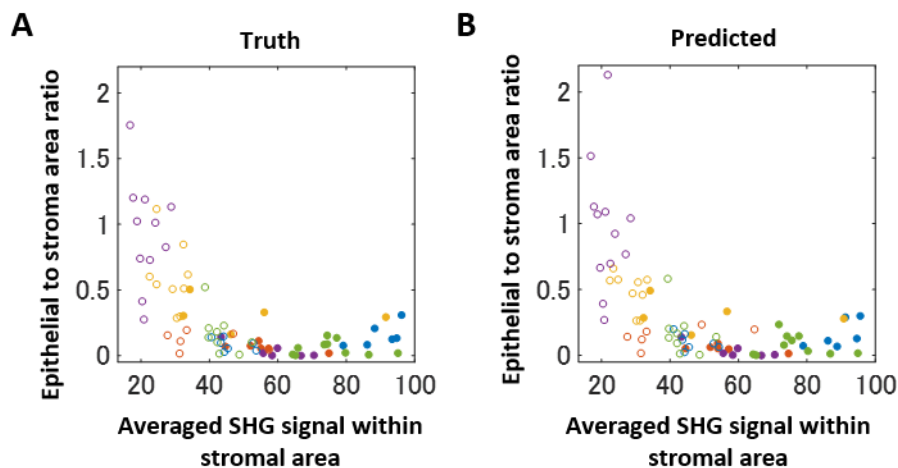 A
Truth
Epithelial to stroma area ratio
2
1.5
1
0.5
0
20 40 60 80 100
Averaged SHG signal within
stromal area
B
Predicted
Epithelial to stroma area ratio
2
1.5
1
0.5
0
20 40 60 80 100
Averaged SHG signal within
stromal area